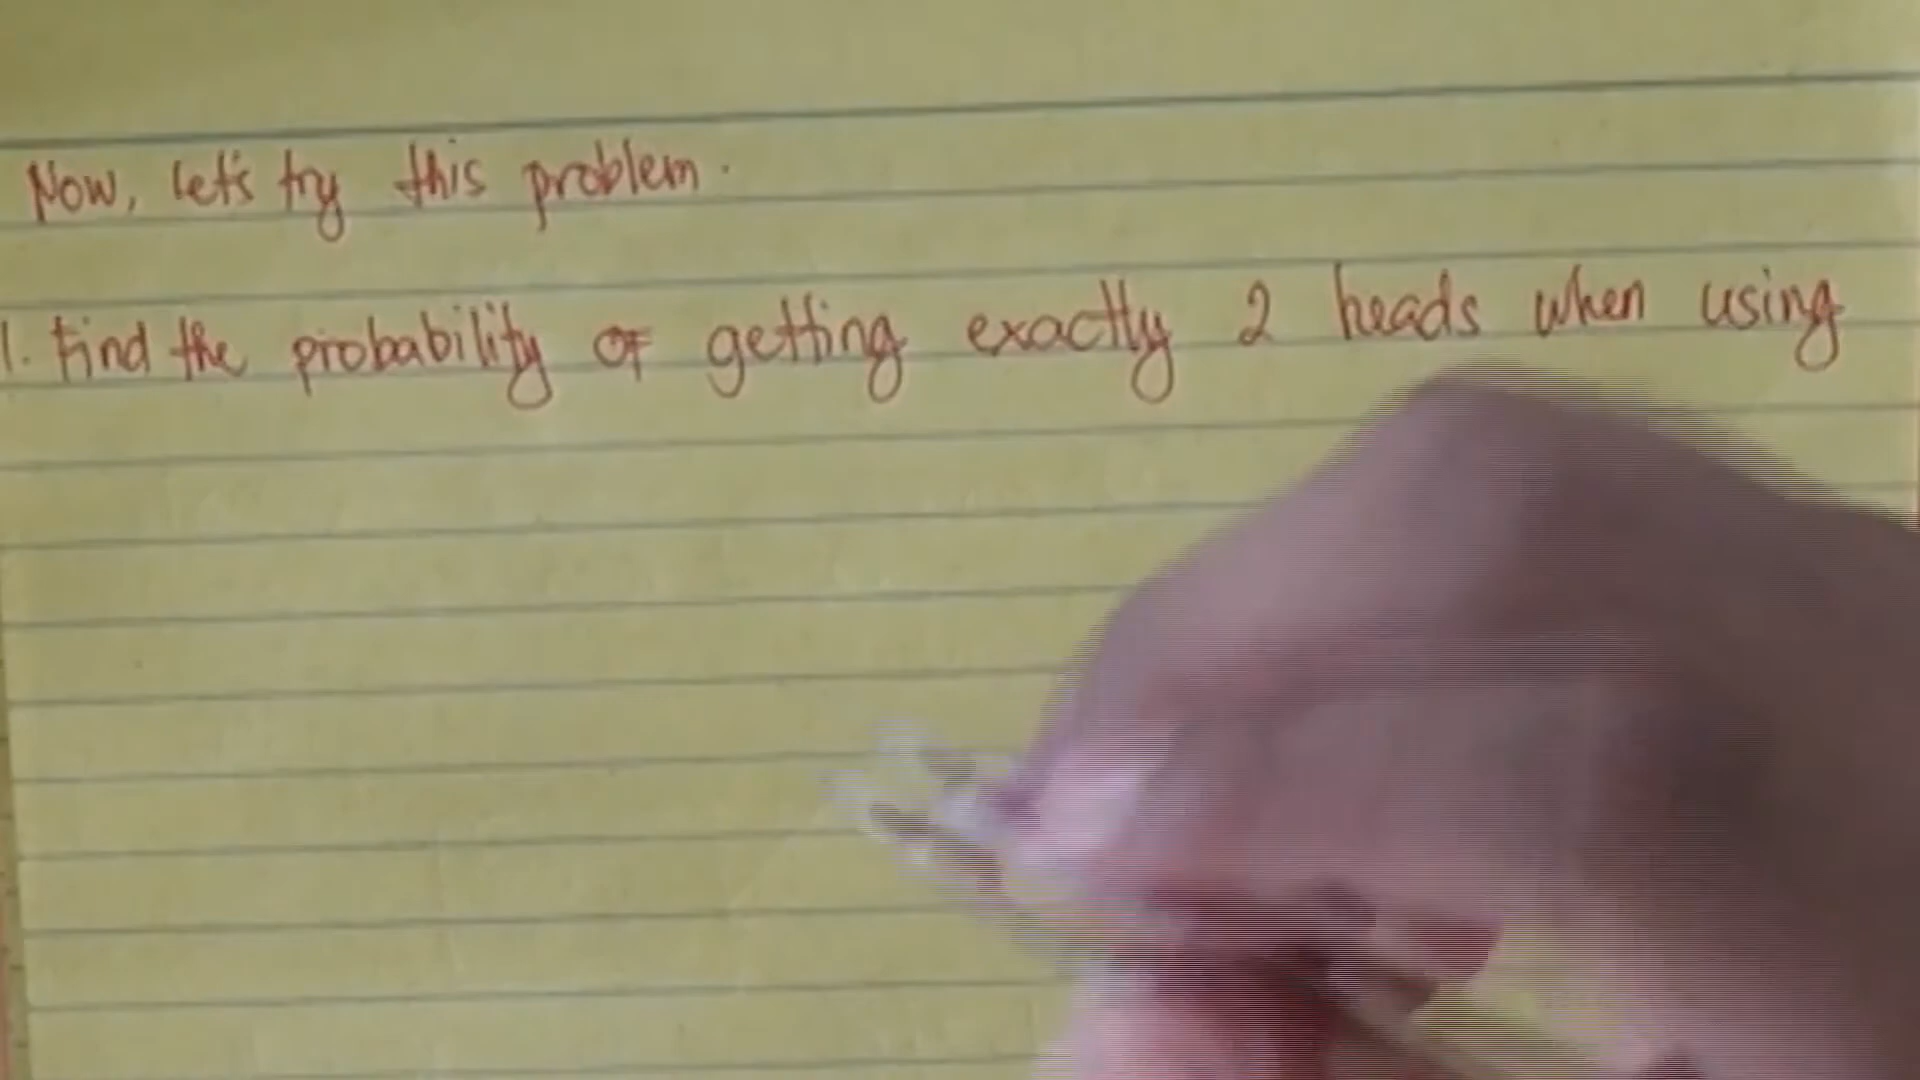 Now, let's try this problem.
1. Find the probability of getting exactly 2 heads when using